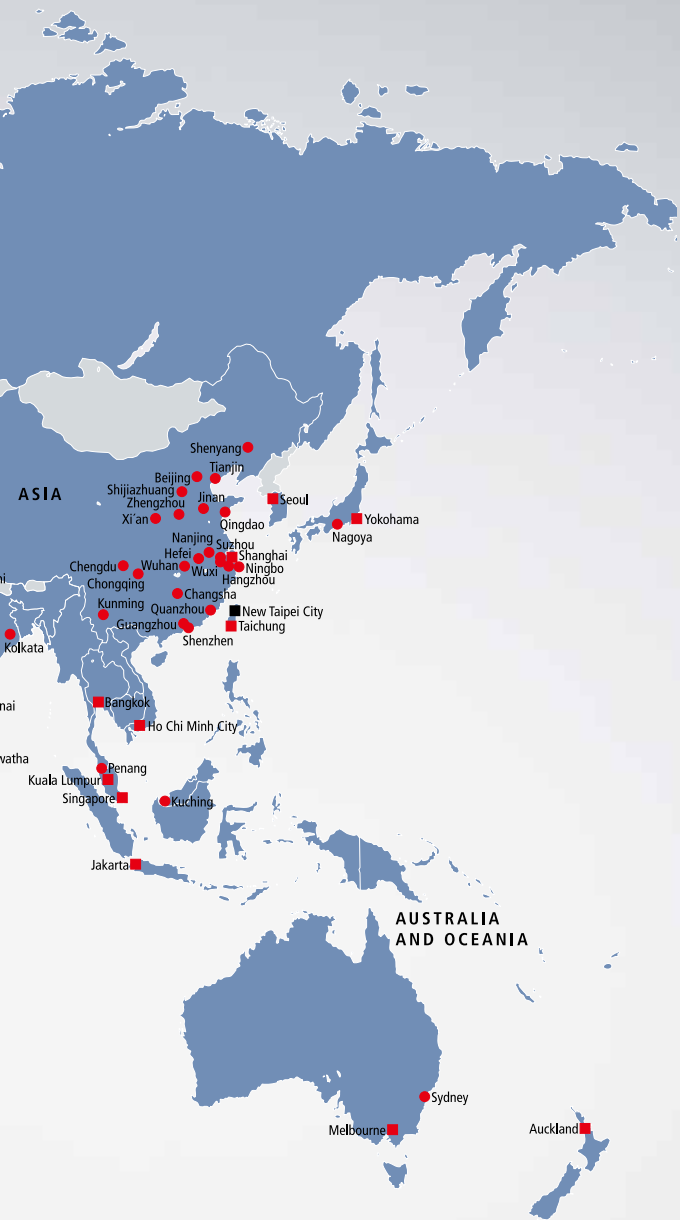 Shenyang
Tianjin
Beijing
Shijiazhuang
ASIA
Zhengzhou
Jinan
Seoul
Xi´an
Qingdao
Yokohama
Nagoya
Nanjing
Suzhou
Hefei
Shanghai
Chengdu
Wuhan
Wuxi
Ningbo
Chongqing
Hangzhou
Changsha
Kunming
Quanzhou
New Taipei City
Guangzhou
Taichung
Shenzhen
Kolkata
Bangkok
nai
Ho Chi Minh City
watha
Penang
Kuala Lumpur
Singapore
Kuching
Jakarta
AUSTRALIA
AND OCEANIA
Sydney
Melbourne
Auckland